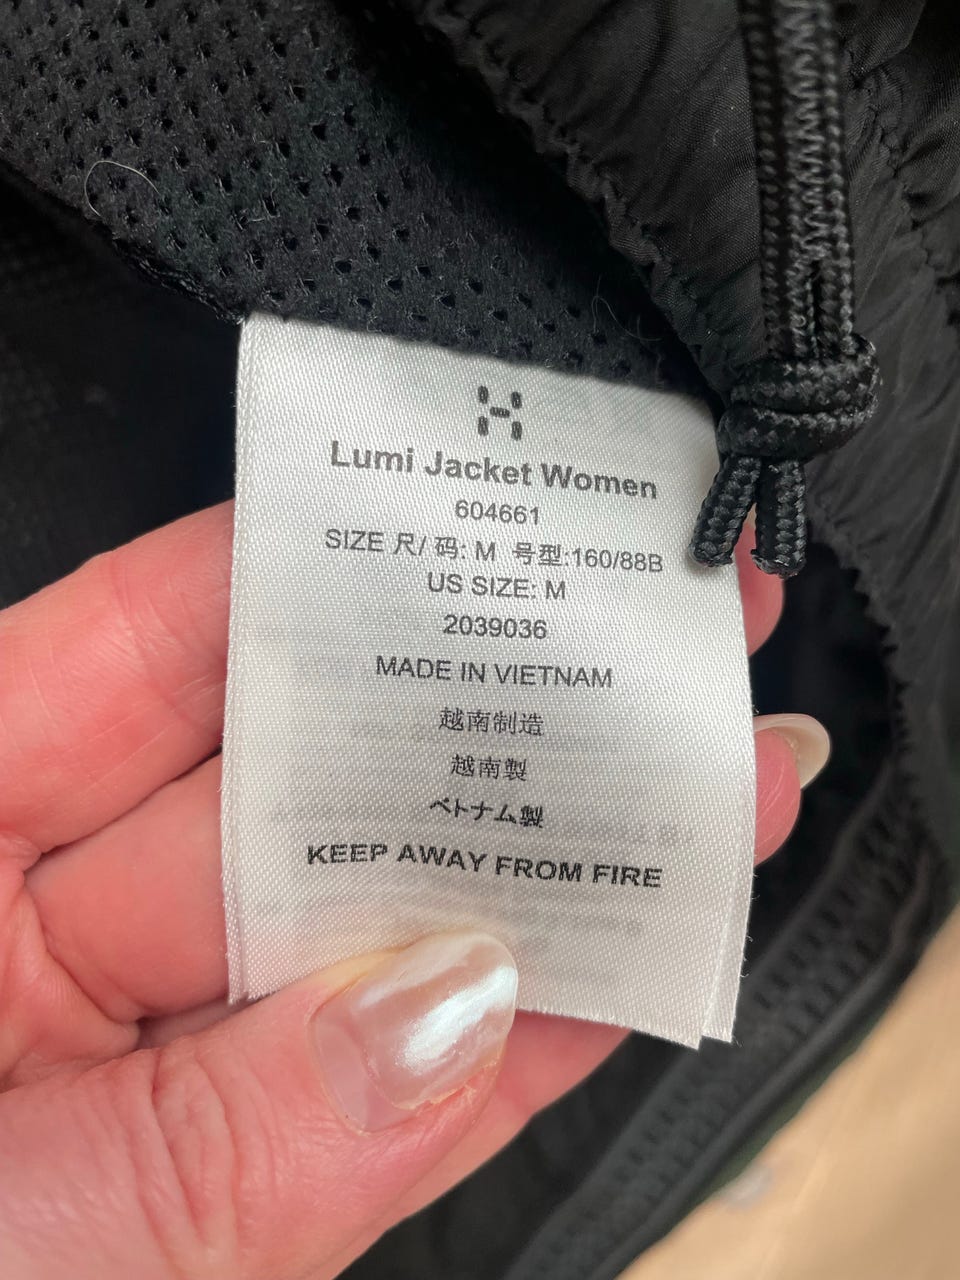 Lumi Jacket Women
604661
SIZE 尺/ 码: M 号型:160/88B
US SIZE: M
2039036
MADE IN VIETNAM
越南制造
越南製
ベトナム製
KEEP AWAY FROM FIRE